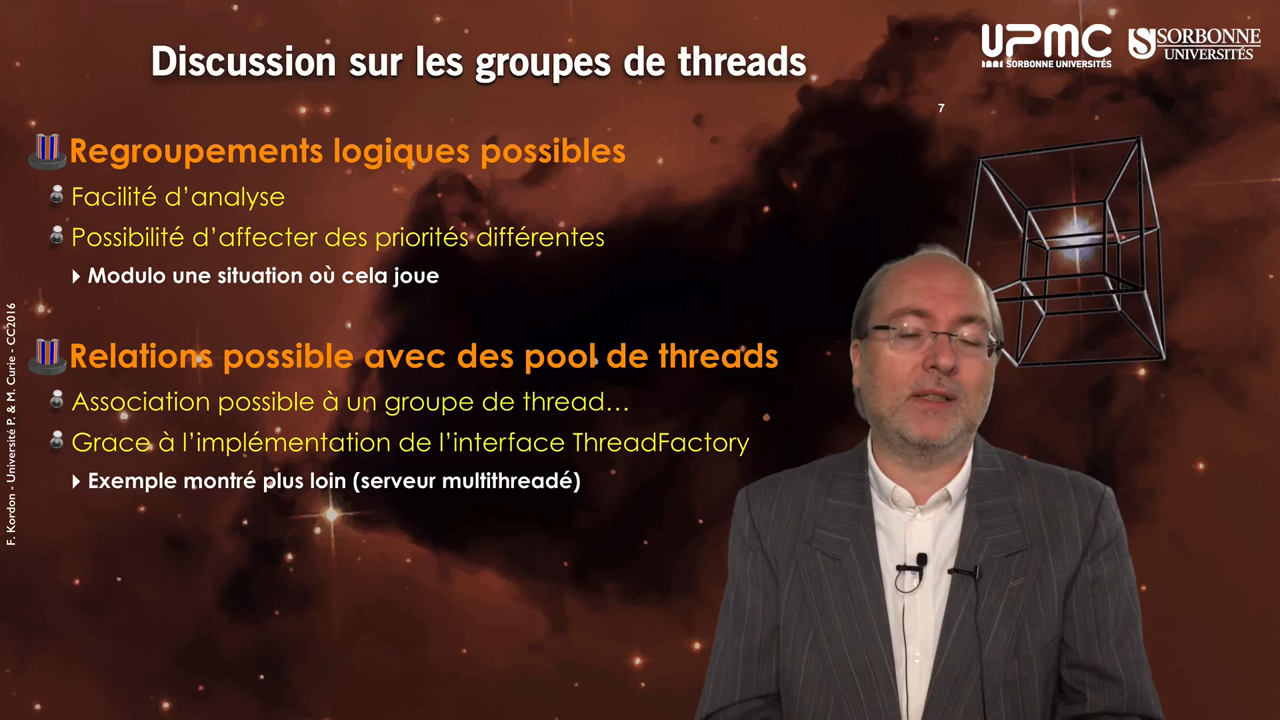 Discussion sur les groupes de threads
UPMC
SORBONNE UNIVERSITÉS
SORBONNE
UNIVERSITÉS
7
Regroupements logiques possibles
Facilité d'analyse
Possibilité d'affecter des priorités différentes
Modulo une situation où cela joue
Relations possible avec des pool de threads
Association possible à un groupe de thread…
Grace à l'implémentation de l'interface ThreadFactory
Exemple montré plus loin (serveur multithreadé)
F. Kordon - Université P. & M. Curie - CC2016